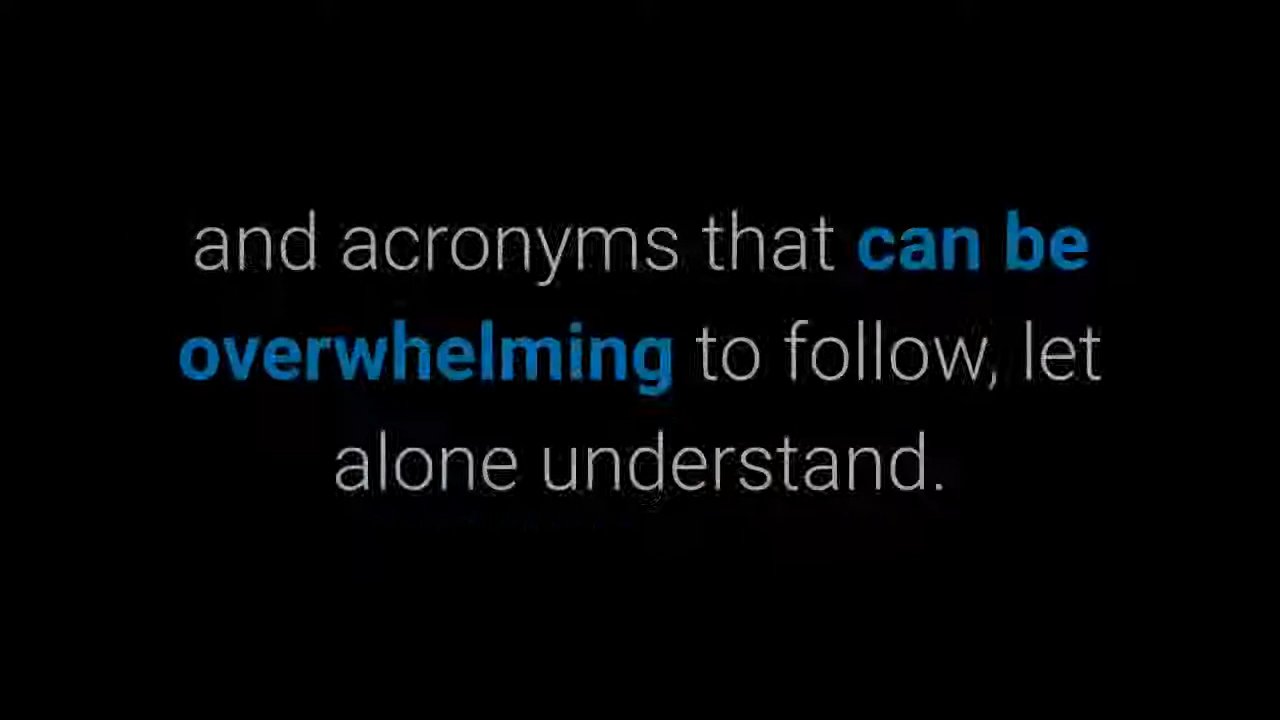 and acronyms that can be
overwhelming to follow, let
alone understand.